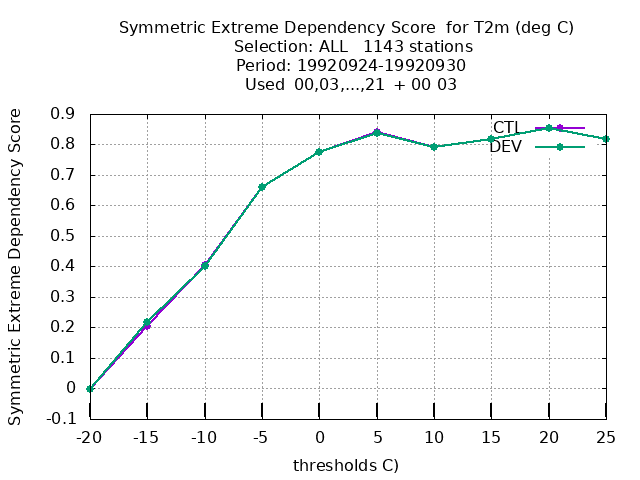 Symmetric Extreme Dependency Score for T2m (deg C)
Selection: ALL 1143 stations
Period: 19920924-19920930
Used 00,03,...,21 + 00 03
Symmetric Extreme Dependency Score
0.9
0.8
0.7
0.6
0.5
0.4
0.3
0.2
0.1
0
-0.1
CTL
DEV
-20 -15 -10 -5 0 5 10 15 20 25
thresholds C)